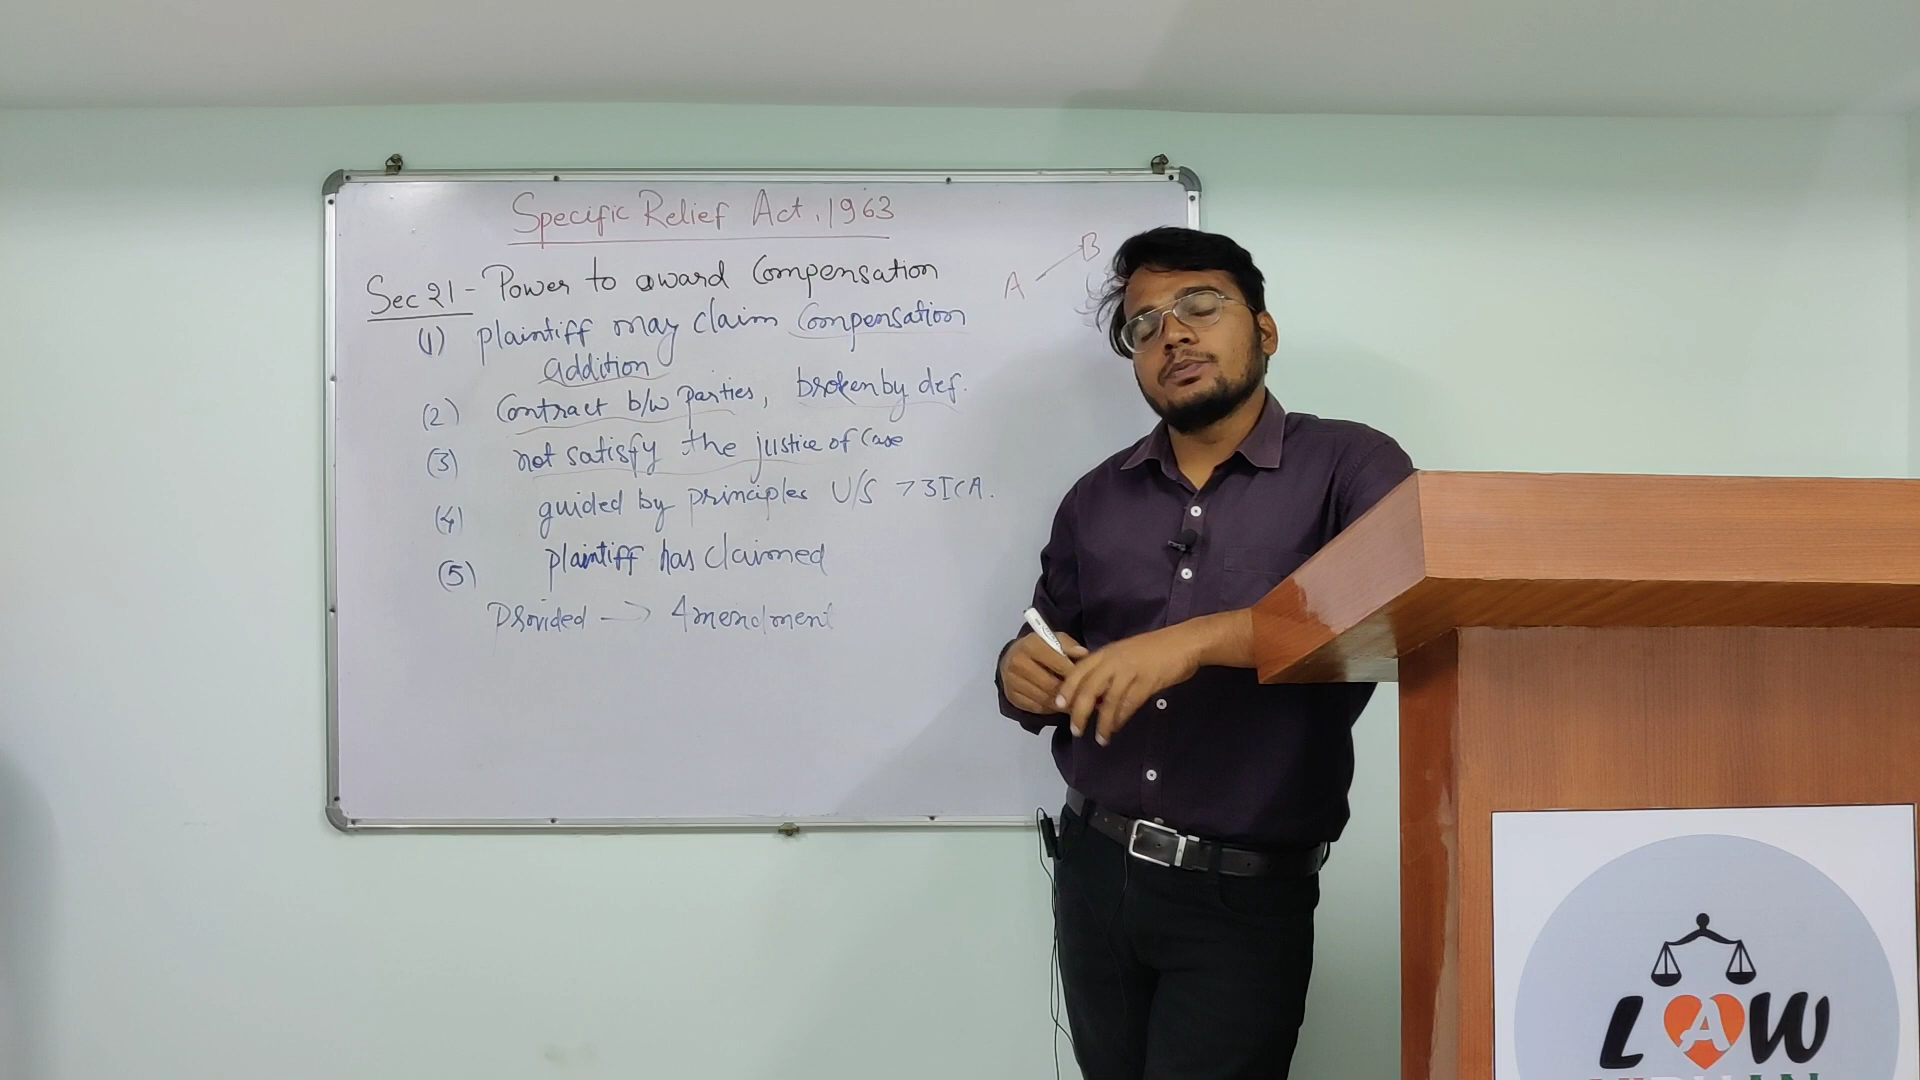 Specific Relief Act, 1963
Sec 21 - Power to award Compensation
(1) plaintiff may claim Compensation
addition
(2) Contract b/w parties, broken by def.
(3) not satisfy the justice of Case
(4) guided by principles U/S 73 ICA.
(5) plaintiff has claimed
Provided → Amendment
A B
LAW